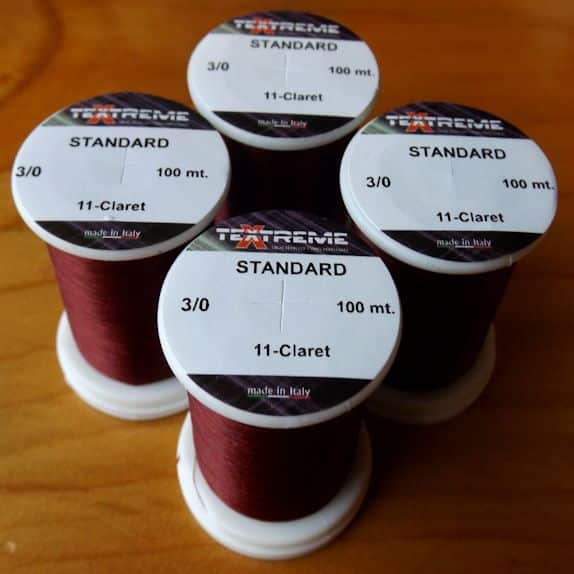 TEXTREME
STANDARD
3/0
100 mt.
11-Claret
made in Italy
TEXTREME
STANDARD
3/0
100 mt.
11-Claret
made in Italy
TEXTREME
STANDARD
3/0
100 mt.
11-Claret
made in Italy
TEXTREME
STANDARD
3/0
100 mt.
11-Claret
made in Italy